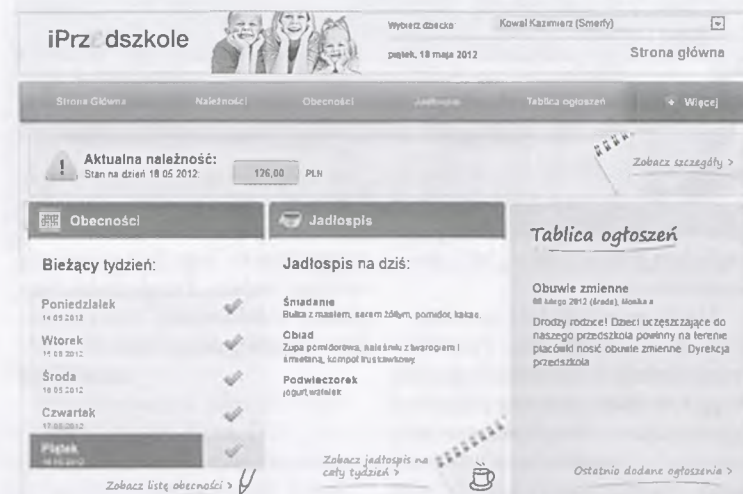 iPrzedszkole
Wybierz dziecko
Kowal Kazimierz (Smerfy)
piątek, 18 maja 2012
Strona główna
Strona Główna
Należności
Obecności
Jadłospis
Tablica ogłoszeń
+ Więcej
Aktualna należność:
Stan na dzień 18 05 2012:
126,00 PLN
Zobacz szczegóły >
Obecności
Bieżący tydzień:
Poniedziałek
14 05 2012
Wtorek
15 05 2012
Środa
16 05 2012
Czwartek
17 05 2012
Piątek
Zobacz listę obecności >
Jadłospis
Jadłospis na dziś:
Śniadanie
Bułka z masłem, serem żółtym, pomidor, kakao.
Obiad
Zupa pomidorowa, naleśniki z twarogiem i
śmietaną, kompot truskawkowy.
Podwieczorek
jogurt, wafelek
Zobacz jadłospis na
cały tydzień >
Tablica ogłoszeń
Obuwie zmienne
08 lutego 2012 (środa), Monika a
Drodzy rodzice! Dzieci uczęszczające do
naszego przedszkola powinny na terenie
placówki nosić obuwie zmienne. Dyrekcja
przedszkola
Ostatnio dodane ogłoszenia >